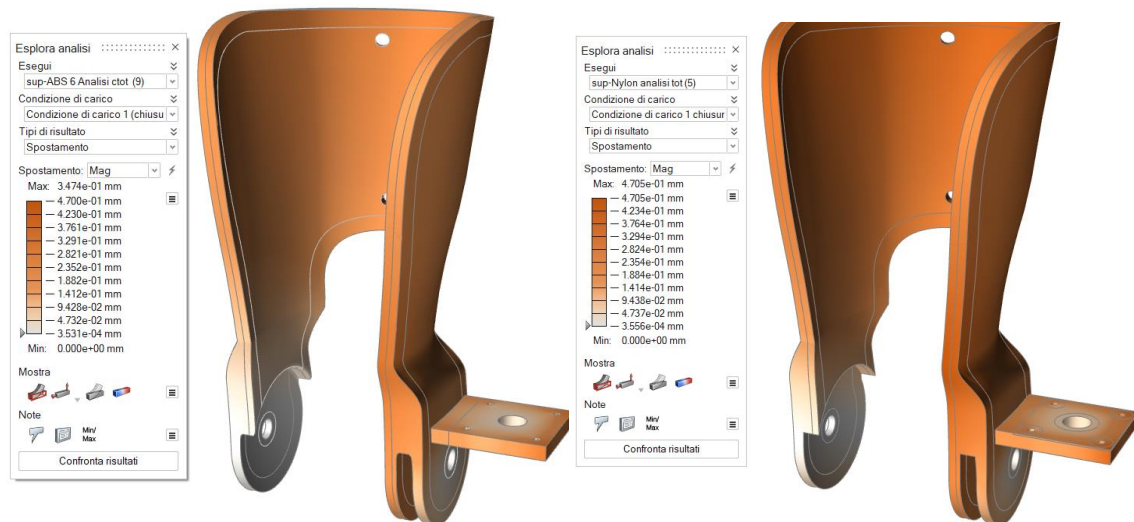 Esplora analisi
Esegui
sup-ABS 6 Analisi ctot (9)
Condizione di carico
Condizione di carico 1 (chiusu
Tipi di risultato
Spostamento
Spostamento: Mag
Max: 3.474e-01 mm
4.700e-01 mm
4.230e-01 mm
3.761e-01 mm
3.291e-01 mm
2.821e-01 mm
2.352e-01 mm
1.882e-01 mm
1.412e-01 mm
9.428e-02 mm
4.732e-02 mm
3.531e-04 mm
Min: 0.000e+00 mm
Mostra
Note
Min/
Max
Confronta risultati
Esplora analisi
Esegui
sup-Nylon analisi tot (5)
Condizione di carico
Condizione di carico 1 chiusur
Tipi di risultato
Spostamento
Spostamento: Mag
Max: 4.705e-01 mm
4.705e-01 mm
4.234e-01 mm
3.764e-01 mm
3.294e-01 mm
2.824e-01 mm
2.354e-01 mm
1.884e-01 mm
1.414e-01 mm
9.438e-02 mm
4.737e-02 mm
3.556e-04 mm
Min: 0.000e+00 mm
Mostra
Note
Min/
Max
Confronta risultati